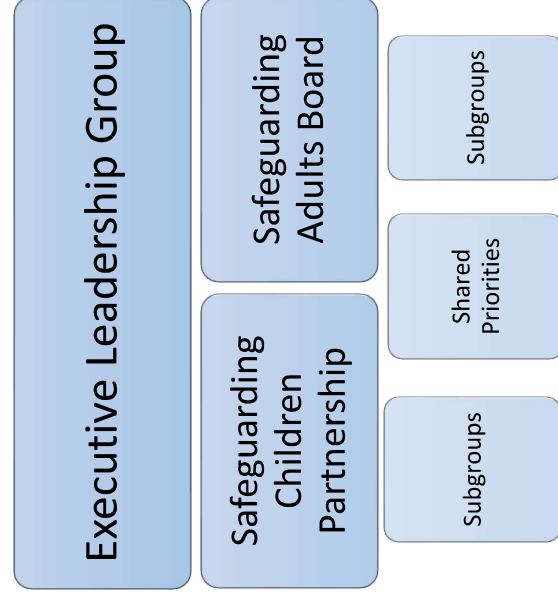 Executive Leadership Group
Safeguarding
Children
Partnership
Safeguarding
Adults Board
Subgroups
Shared
Priorities
Subgroups